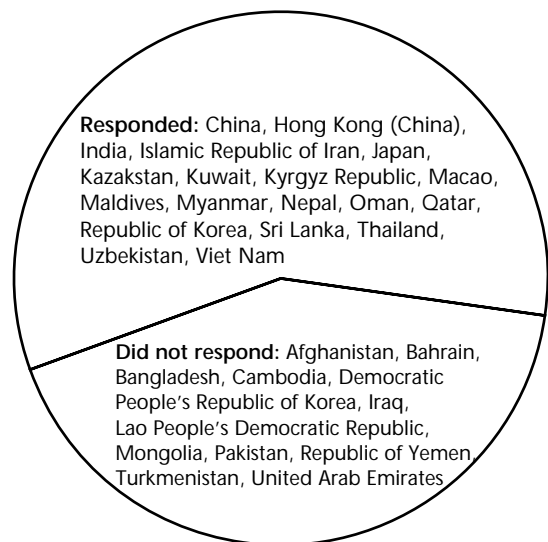 Responded: China, Hong Kong (China),
India, Islamic Republic of Iran, Japan,
Kazakstan, Kuwait, Kyrgyz Republic, Macao,
Maldives, Myanmar, Nepal, Oman, Qatar,
Republic of Korea, Sri Lanka, Thailand,
Uzbekistan, Viet Nam
Did not respond: Afghanistan, Bahrain,
Bangladesh, Cambodia, Democratic
People's Republic of Korea, Iraq,
Lao People's Democratic Republic,
Mongolia, Pakistan, Republic of Yemen,
Turkmenistan, United Arab Emirates